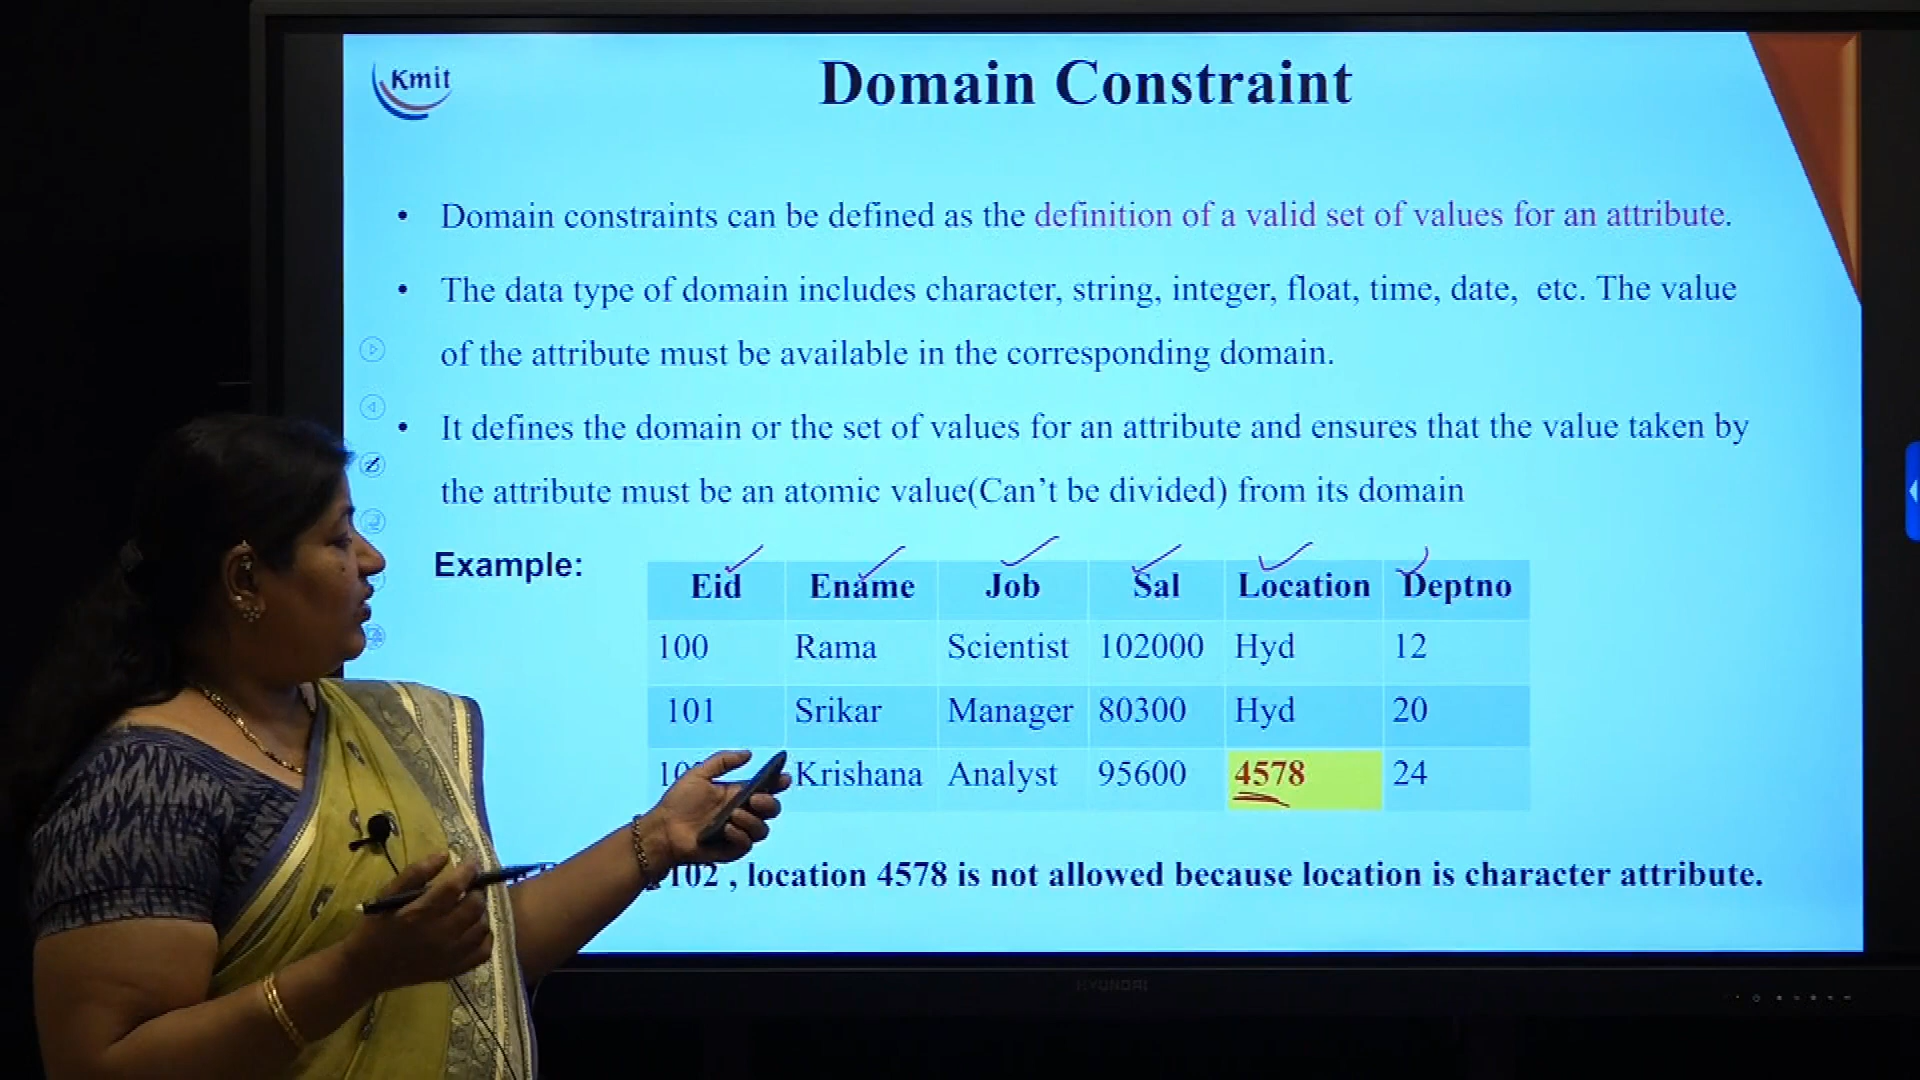 Kmit
Domain Constraint
• Domain constraints can be defined as the definition of a valid set of values for an attribute.
• The data type of domain includes character, string, integer, float, time, date, etc. The value
of the attribute must be available in the corresponding domain.
• It defines the domain or the set of values for an attribute and ensures that the value taken by
the attribute must be an atomic value(Can't be divided) from its domain
Example:
Eid Ename Job Sal Location Deptno
100 Rama Scientist 102000 Hyd 12
101 Srikar Manager 80300 Hyd 20
Krishana Analyst 95600 4578 24
102 , location 4578 is not allowed because location is character attribute.
HYUNDAI